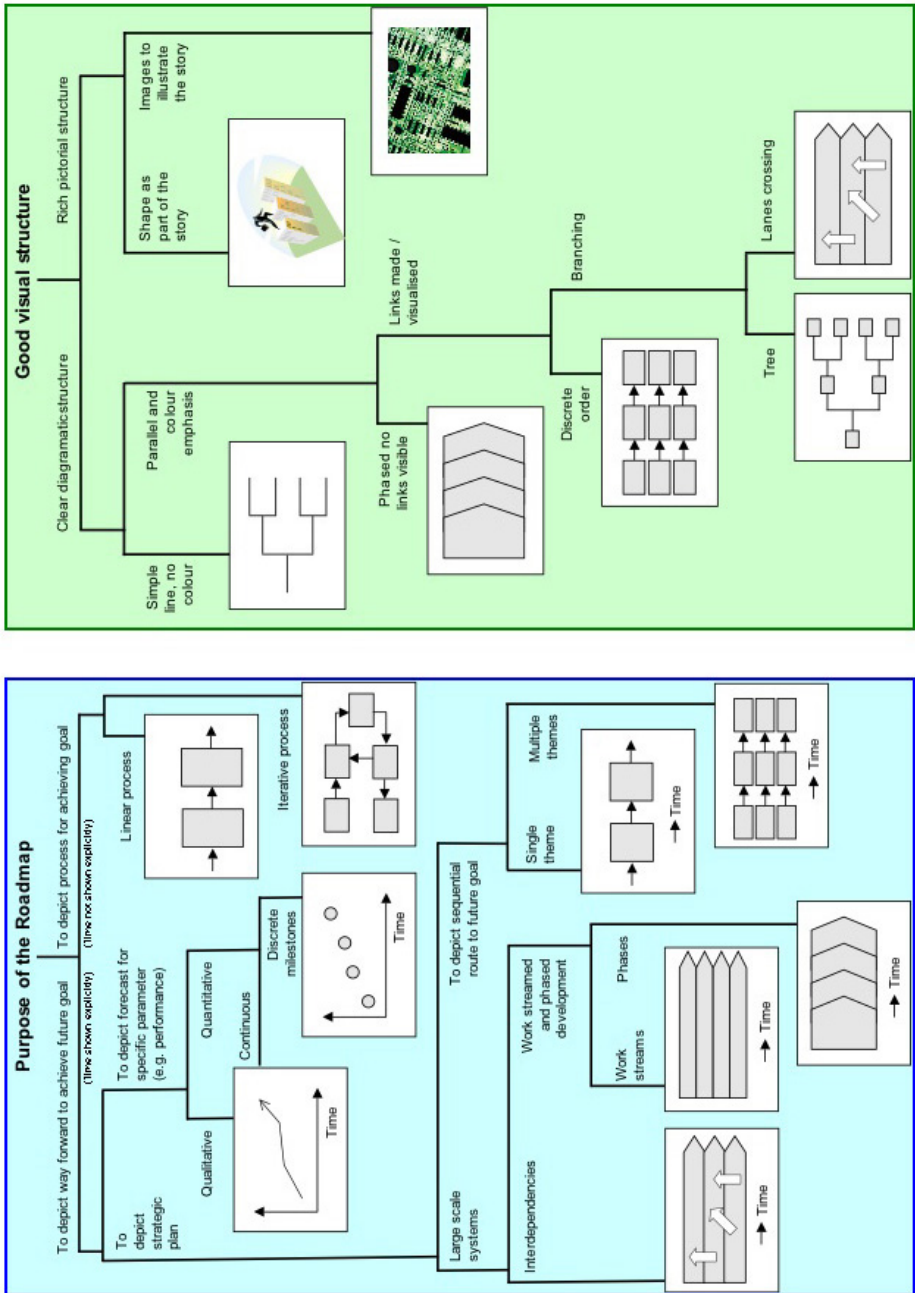 Purpose of the Roadmap
To depict way forward to achieve future goal
(Time shown explicidy)
To depict process for achieving goal
(Time not shown explicidy)
To
depict
strategic
plan
To depict forecast for
specific parameter
(e.g. performance)
Linear process
Iterative process
Qualitative
Quantitative
Continuous
Discrete
milestones
Time
Time
Large scale
systems
To depict sequential
route to future goal
Interdependencies
Work streamed
and phased
development
Single
theme
Multiple
themes
Work
streams
Phases
Time
Time
Time
Time
Time
Good visual structure
Clear diagramaticstructure
Rich pictorial structure
Simple
line, no
colour
Parallel and
colour
emphasis
Shape as
part of the
story
Images to
illustrate
the story
Phased no
links visible
Links made /
visualised
Discrete
order
Branching
Tree
Lanes crossing